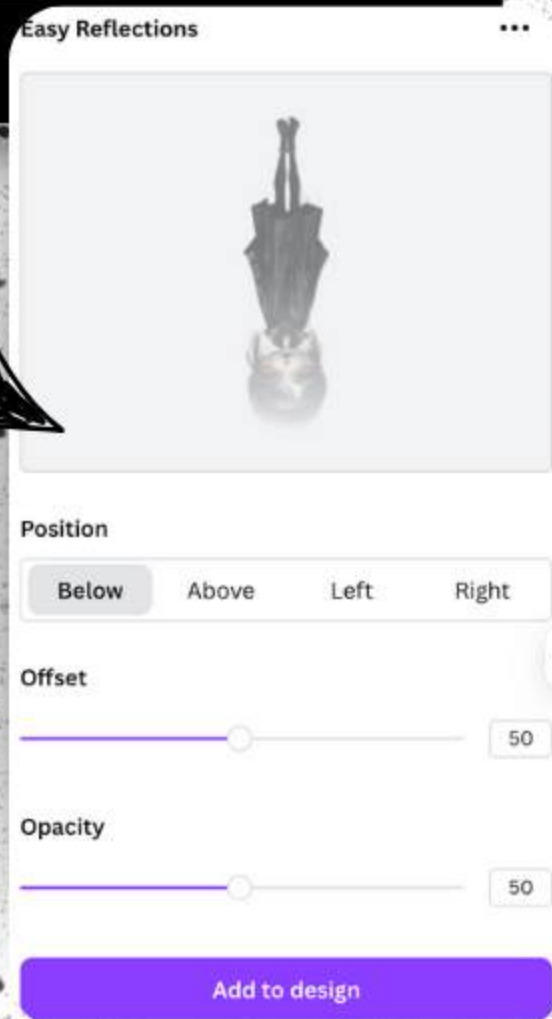 Easy Reflections
Position
Below Above Left Right
Offset
50
Opacity
50
Add to design